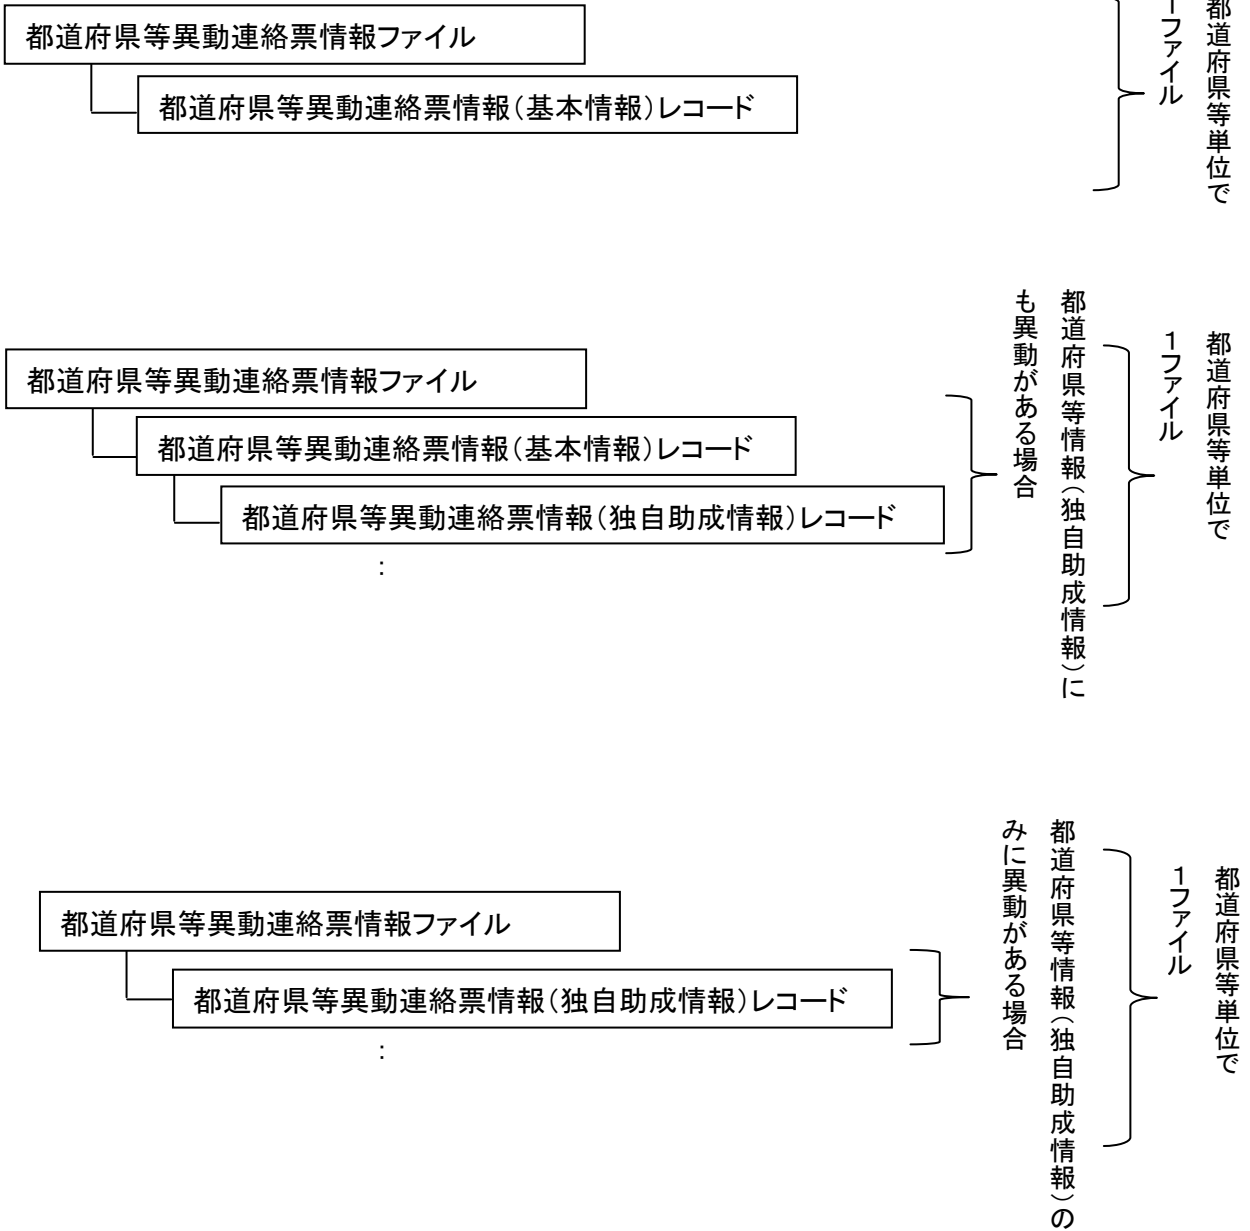 都道府県等異動連絡票情報ファイル
都道府県等異動連絡票情報（基本情報）レコード
都道府県等単位で
1ファイル
都道府県等異動連絡票情報ファイル
都道府県等異動連絡票情報（基本情報）レコード
都道府県等異動連絡票情報（独自助成情報）レコード
：
都道府県等情報（独自助成情報）に
も異動がある場合
都道府県等単位で
1ファイル
都道府県等異動連絡票情報ファイル
都道府県等異動連絡票情報（独自助成情報）レコード
：
都道府県等情報（独自助成情報）の
みに異動がある場合
都道府県等単位で
1ファイル